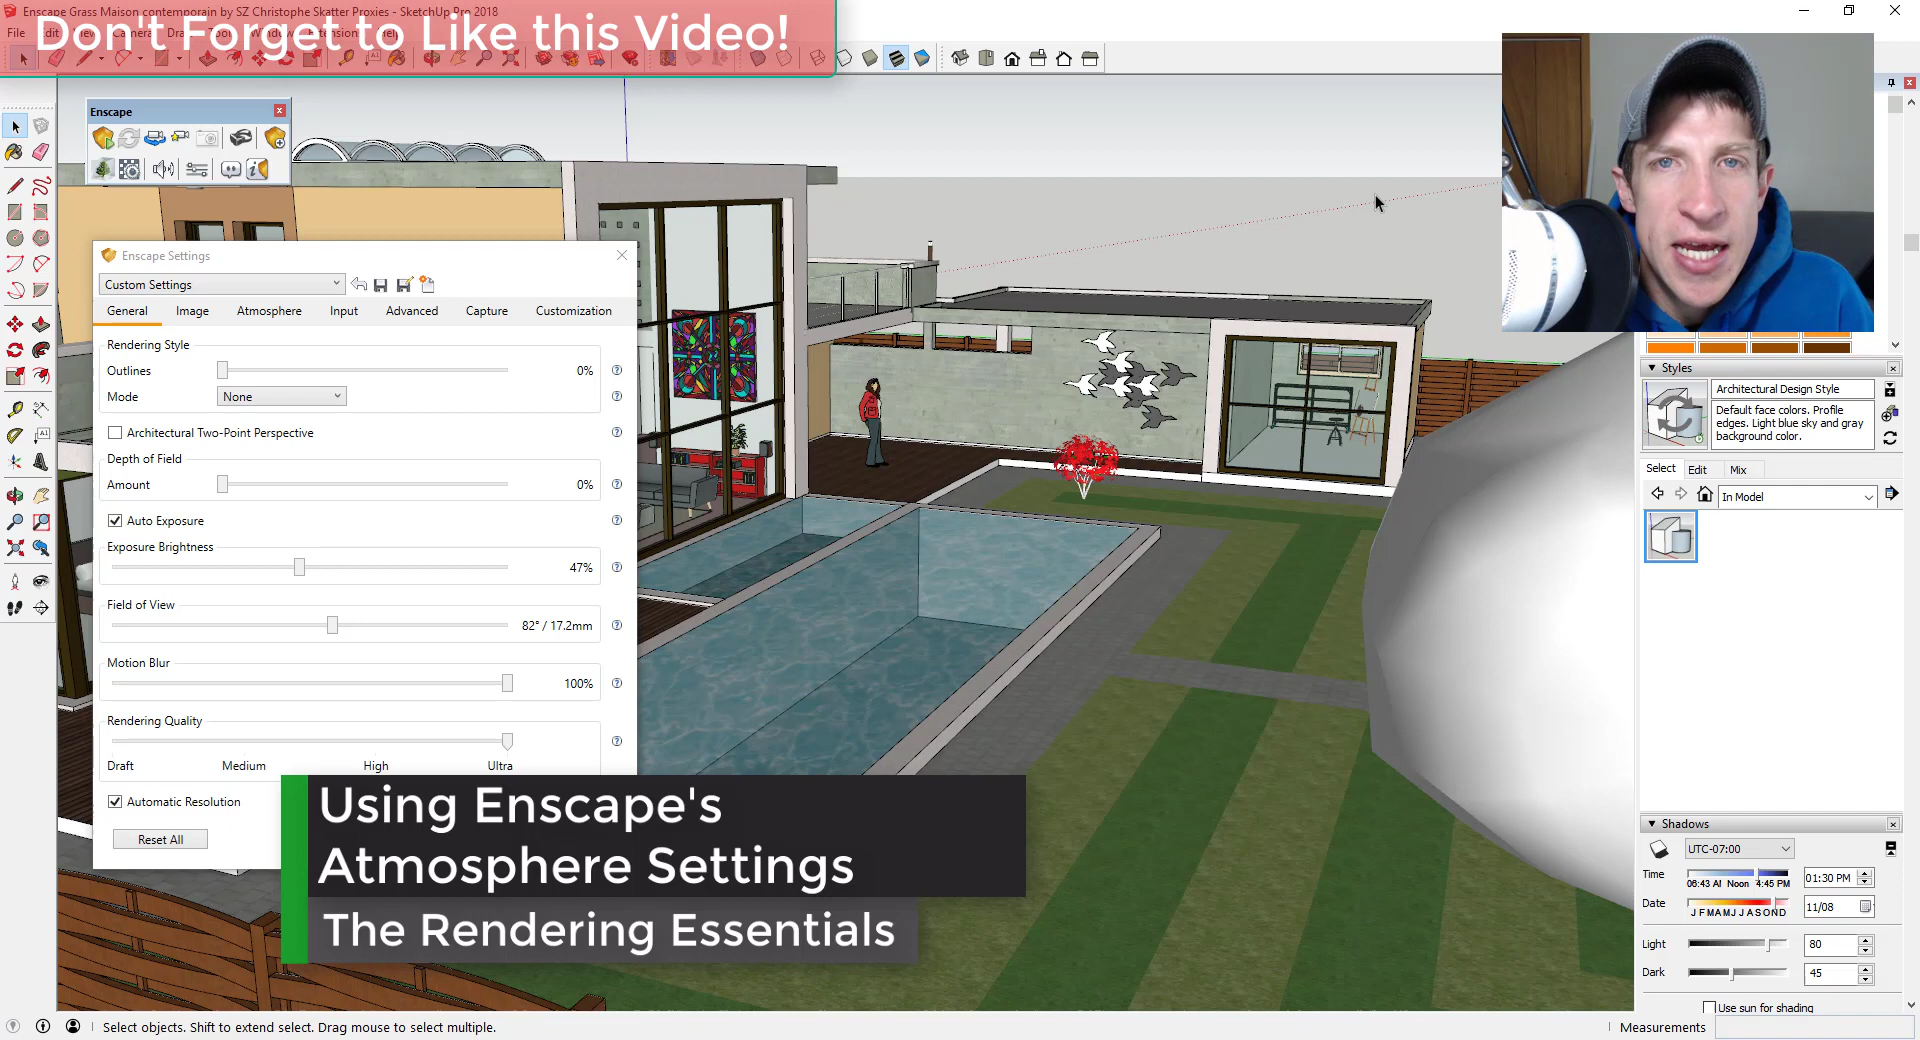 Enscape Grass Maison contemporain by SZ Christophe Skatter Proxies - SketchUp Pro 2018
Don't Forget to Like this Video!
File
Enscape
Enscape Settings
Custom Settings
General Image Atmosphere Input Advanced Capture Customization
Rendering Style
Outlines 0%
Mode None
Architectural Two-Point Perspective
Depth of Field
Amount 0%
Auto Exposure
Exposure Brightness
47%
Field of View
82° / 17.2mm
Motion Blur
100%
Rendering Quality
Draft Medium High Ultra
Automatic Resolution
Reset All
Using Enscape's
Atmosphere Settings
The Rendering Essentials
Styles
Architectural Design Style
Default face colors. Profile
edges. Light blue sky and gray
background color.
Select Edit Mix
In Model
Shadows
UTC-07:00
Time 06:43 AI Noon 4:45 PM 01:30 PM
Date J F M A M J J A S O N D 11/08
Light 80
Dark 45
Use sun for shading
Select objects. Shift to extend select. Drag mouse to select multiple.
Measurements